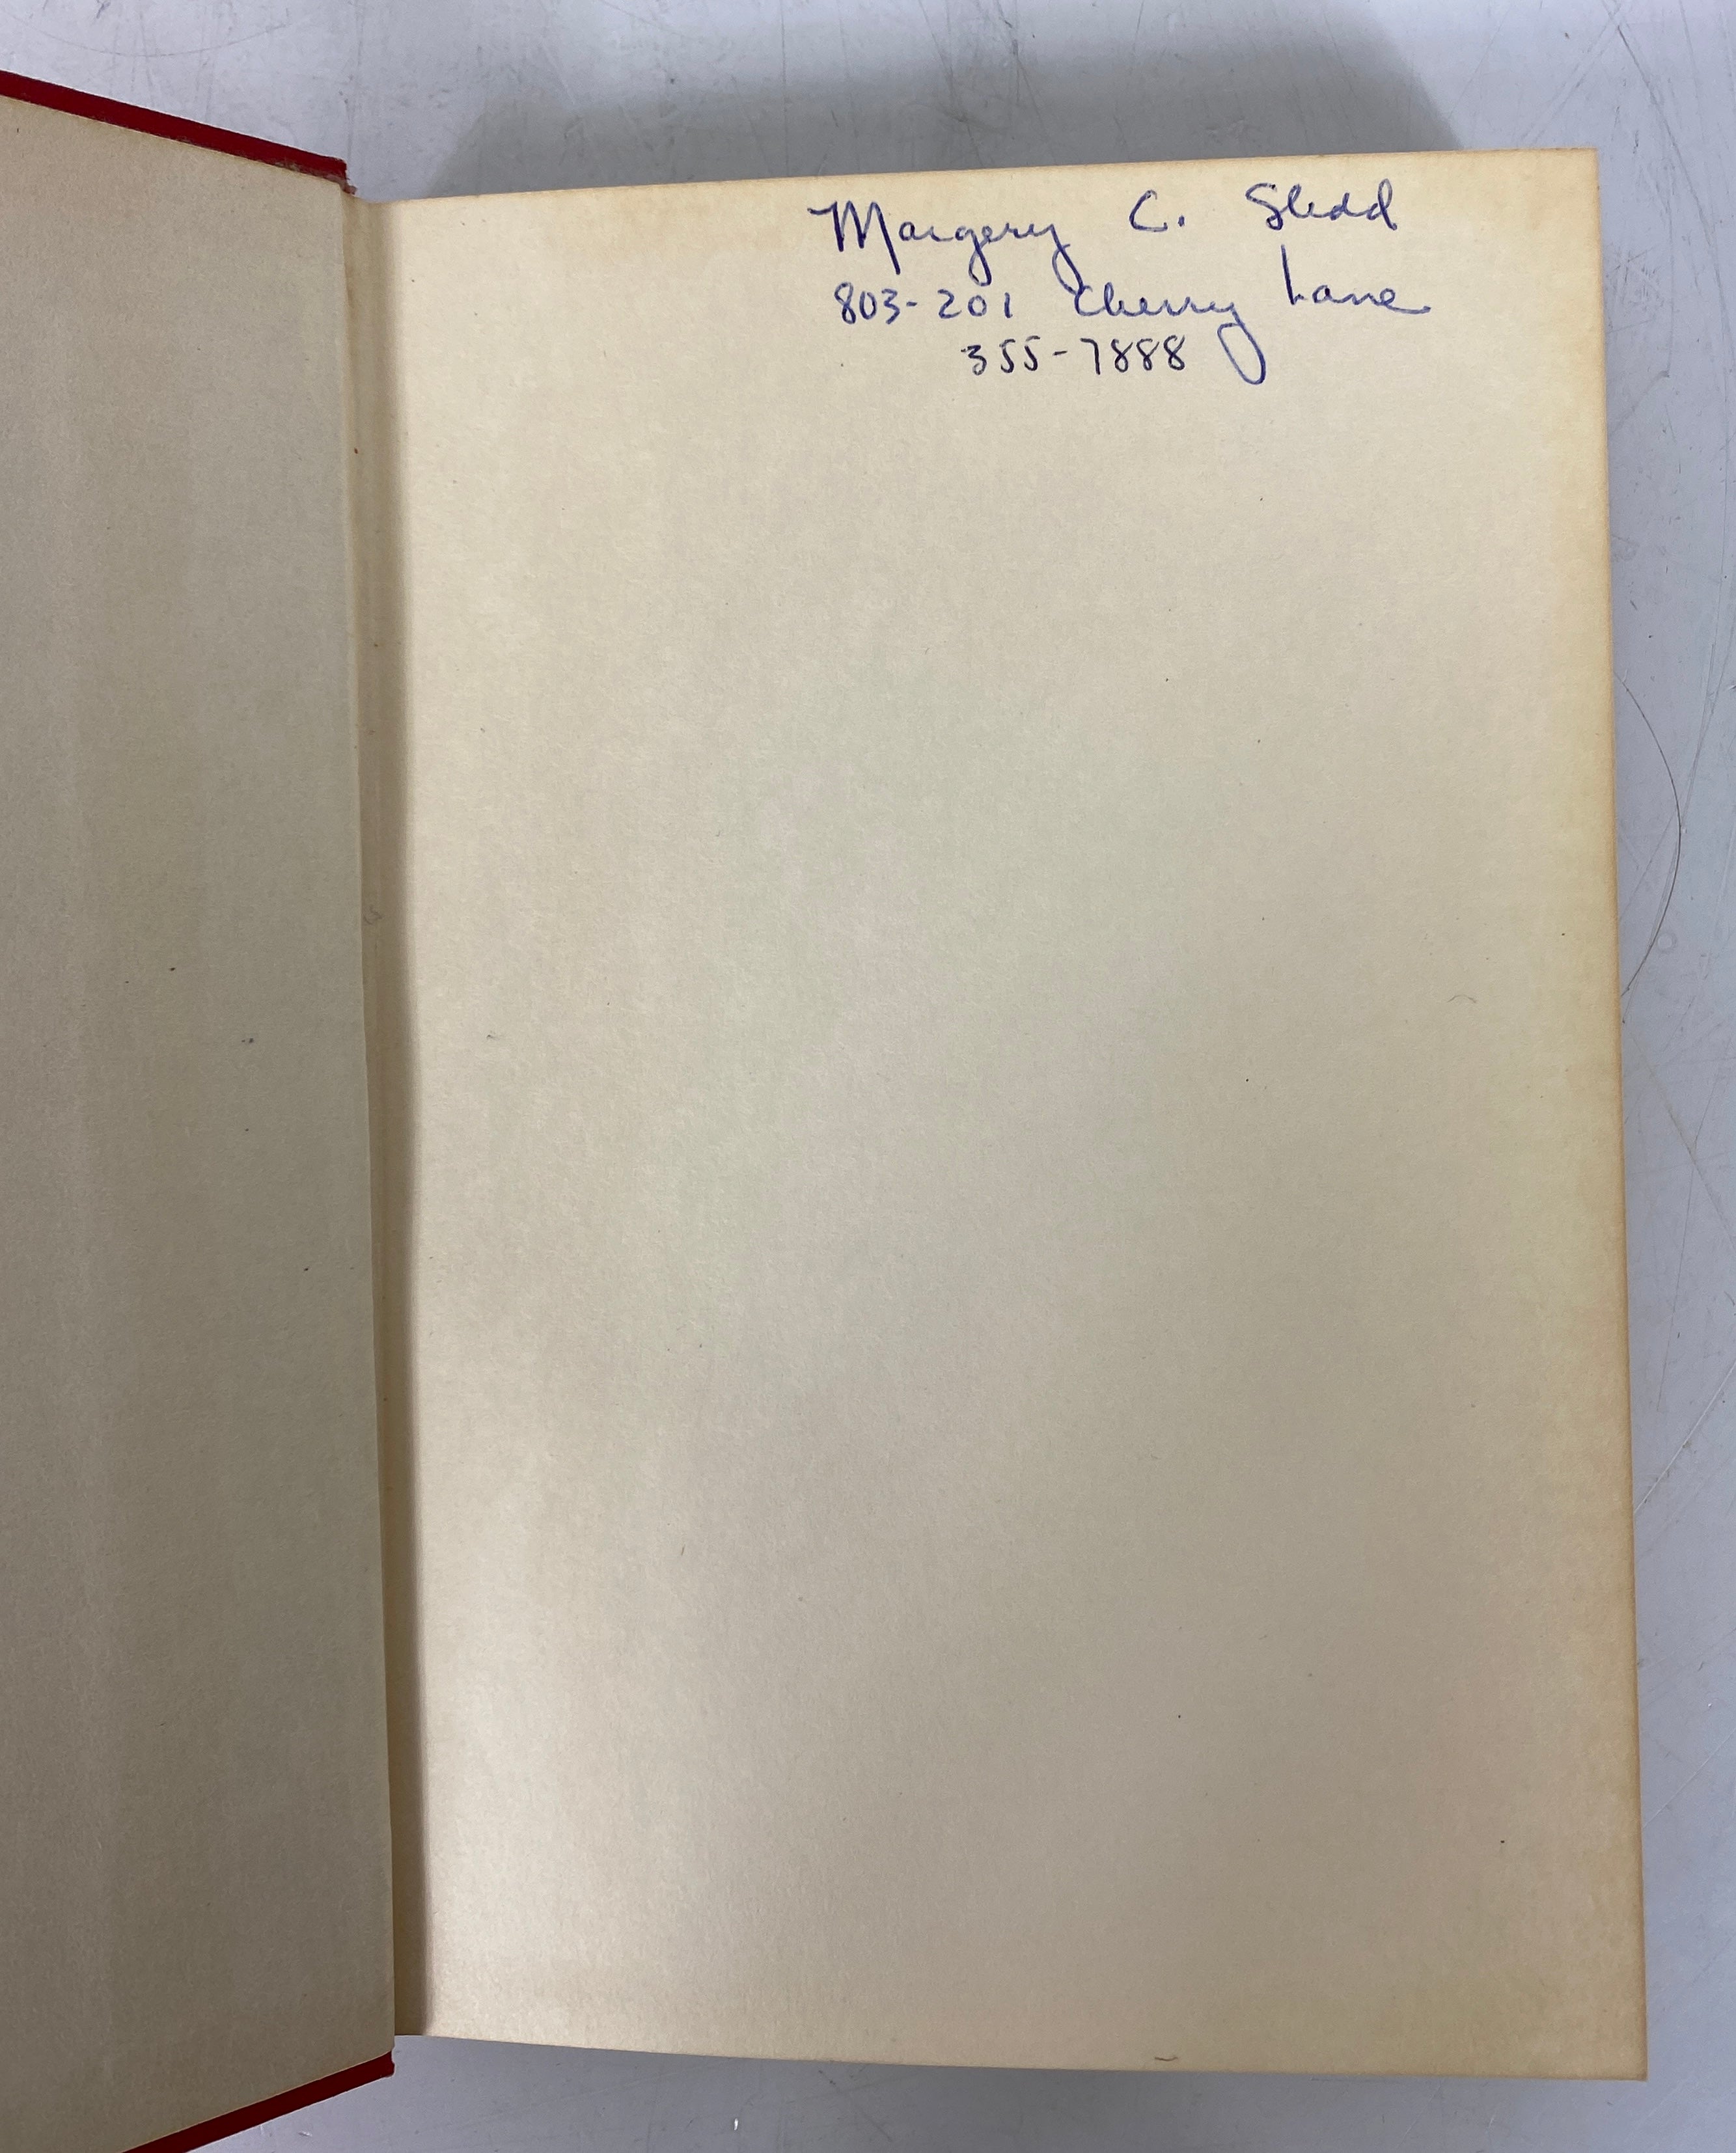 Margery C. Sledd
803-201 Cherry Lane
355-7888